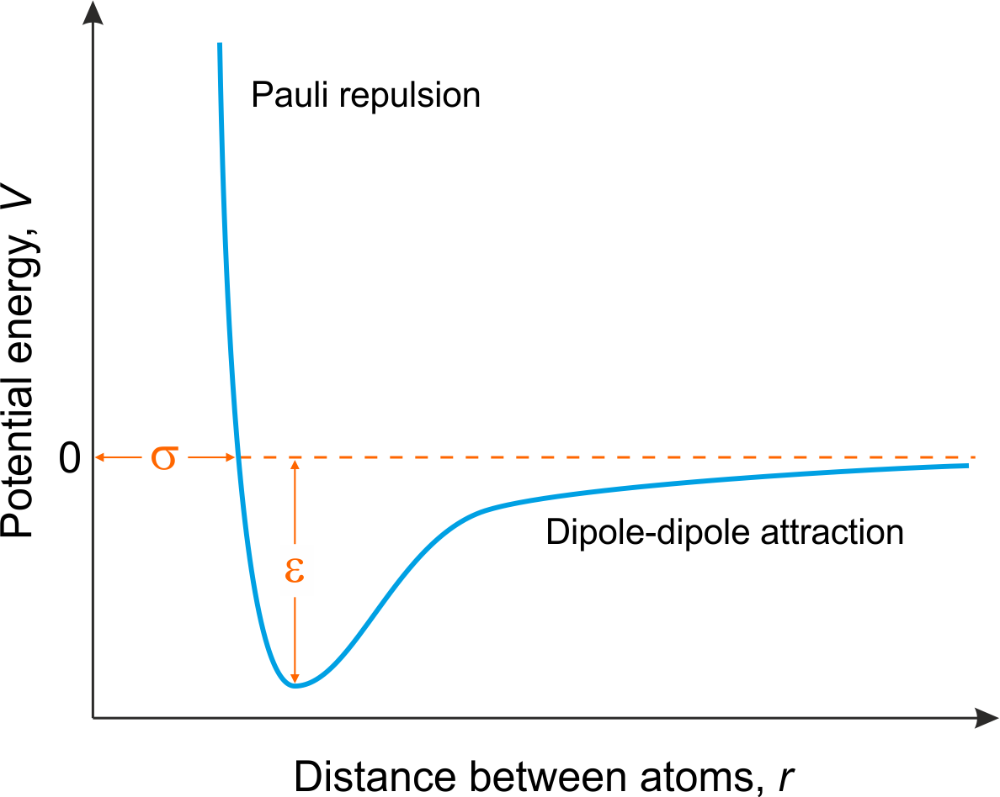 Pauli repulsion
Potential energy, V
0
σ
ε
Dipole-dipole attraction
Distance between atoms, r